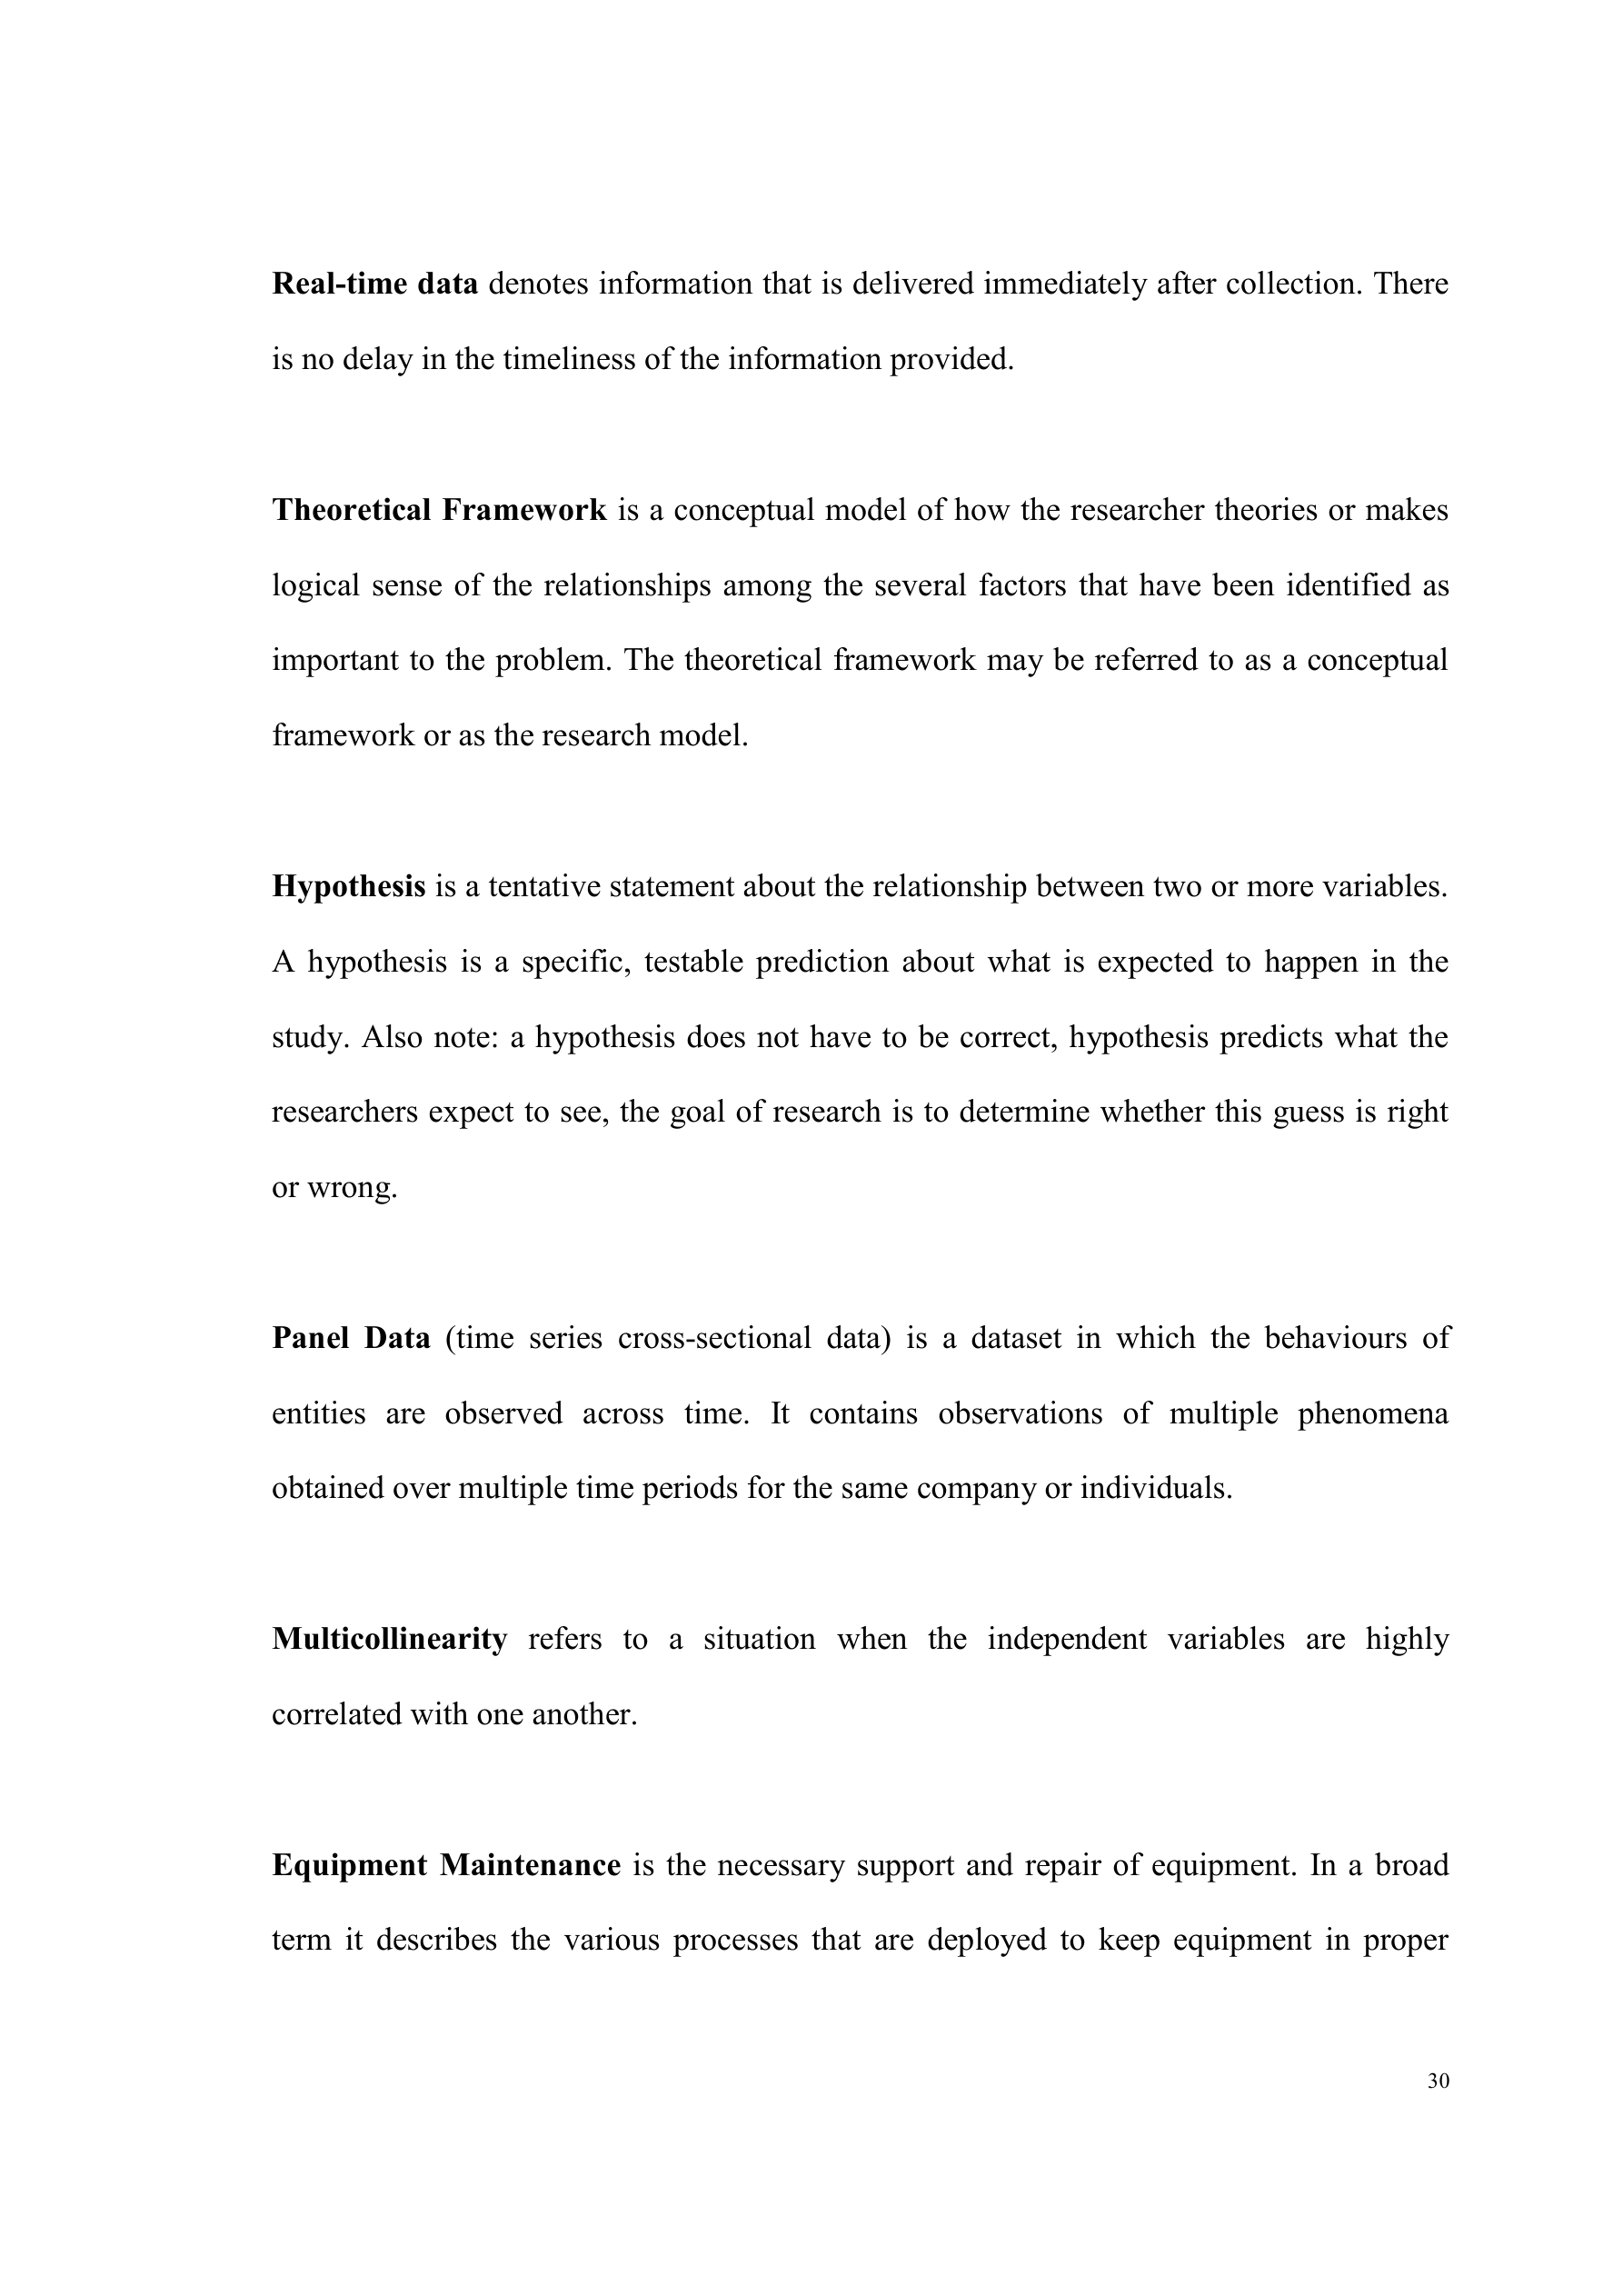 Real-time data denotes information that is delivered immediately after collection. There
is no delay in the timeliness of the information provided.
Theoretical Framework is a conceptual model of how the researcher theories or makes
logical sense of the relationships among the several factors that have been identified as
important to the problem. The theoretical framework may be referred to as a conceptual
framework or as the research model.
Hypothesis is a tentative statement about the relationship between two or more variables.
A hypothesis is a specific, testable prediction about what is expected to happen in the
study. Also note: a hypothesis does not have to be correct, hypothesis predicts what the
researchers expect to see, the goal of research is to determine whether this guess is right
or wrong.
Panel Data (time series cross-sectional data) is a dataset in which the behaviours of
entities are observed across time. It contains observations of multiple phenomena
obtained over multiple time periods for the same company or individuals.
Multicollinearity refers to a situation when the independent variables are highly
correlated with one another.
Equipment Maintenance is the necessary support and repair of equipment. In a broad
term it describes the various processes that are deployed to keep equipment in proper
30